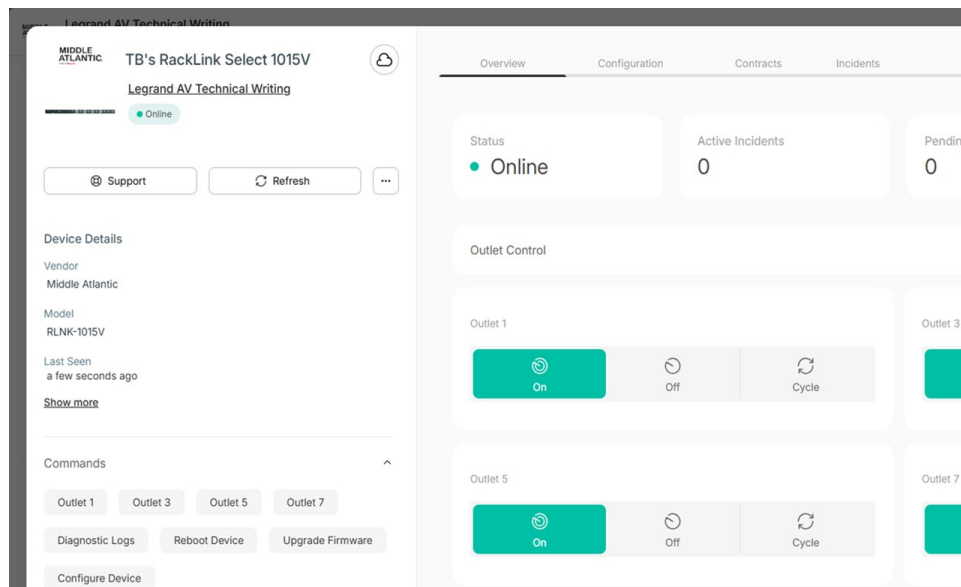 Legrand AV Technical Writing
MIDDLE
ATLANTIC
TB's RackLink Select 1015V
Legrand AV Technical Writing
Online
Support
Refresh
...
Device Details
Vendor
Middle Atlantic
Model
RLNK-1015V
Last Seen
a few seconds ago
Show more
Commands
Outlet 1 Outlet 3 Outlet 5 Outlet 7
Diagnostic Logs Reboot Device Upgrade Firmware
Configure Device
Overview Configuration Contracts Incidents
Status
Online
Active Incidents
0
Pendin
0
Outlet Control
Outlet 1
On Off Cycle
Outlet 3
Outlet 5
On Off Cycle
Outlet 7